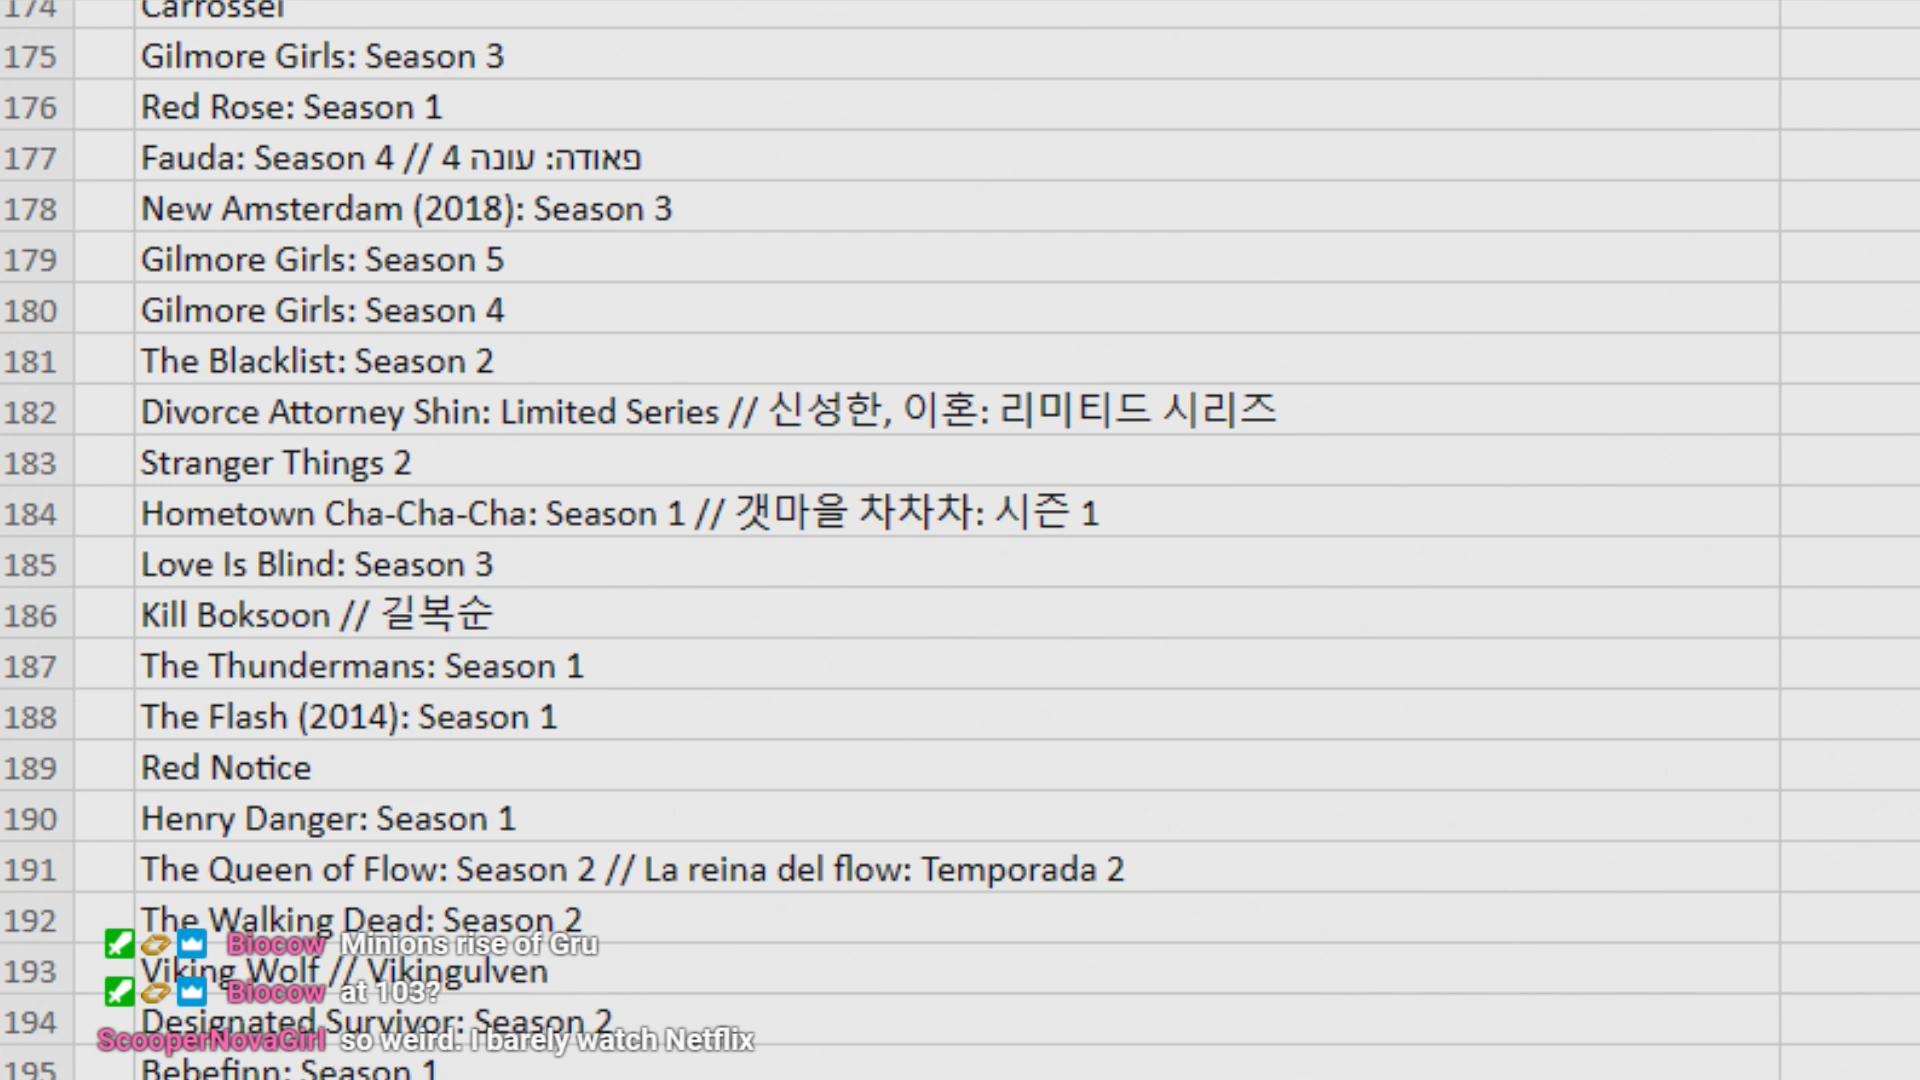 174 Carrossel
175 Gilmore Girls: Season 3
176 Red Rose: Season 1
177 Fauda: Season 4 // פאודה: עונה 4
178 New Amsterdam (2018): Season 3
179 Gilmore Girls: Season 5
180 Gilmore Girls: Season 4
181 The Blacklist: Season 2
182 Divorce Attorney Shin: Limited Series // 신성한, 이혼: 리미티드 시리즈
183 Stranger Things 2
184 Hometown Cha-Cha-Cha: Season 1 // 갯마을 차차차: 시즌 1
185 Love Is Blind: Season 3
186 Kill Boksoon // 길복순
187 The Thundermans: Season 1
188 The Flash (2014): Season 1
189 Red Notice
190 Henry Danger: Season 1
191 The Queen of Flow: Season 2 // La reina del flow: Temporada 2
192 The Walking Dead: Season 2
Biocow Minions rise of Gru
193 Viking Wolf // Vikingulven
Biocow at 103?
194 Designated Survivor: Season 2
ScooperNovaGirl so weird. I barely watch Netflix
195 Bebefinn: Season 1